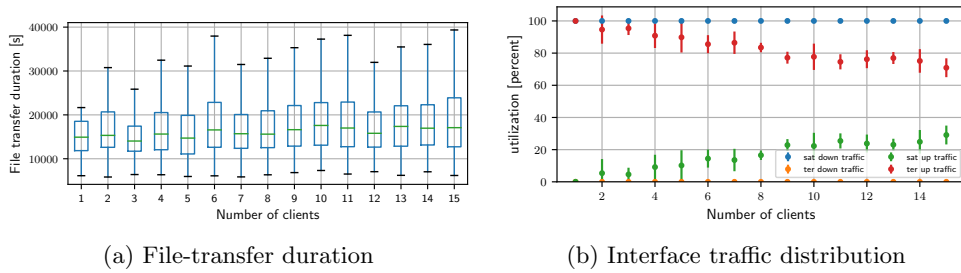 File transfer duration [s]
40000
30000
20000
10000
1 2 3 4 5 6 7 8 9 10 11 12 13 14 15
Number of clients
(a) File-transfer duration
utilization [percent]
100
80
60
40
20
0
sat down traffic
ter down traffic
sat up traffic
ter up traffic
2 4 6 8 10 12 14
Number of clients
(b) Interface traffic distribution